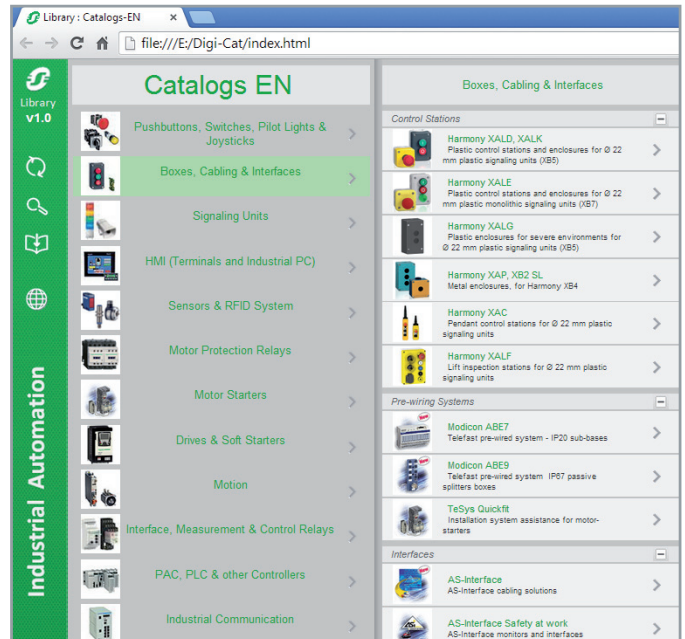 Library : Catalogs-EN
file:///E:/Digi-Cat/index.html
Library
v1.0
Industrial Automation
Catalogs EN
Pushbuttons, Switches, Pilot Lights &
Joysticks
Boxes, Cabling & Interfaces
Signaling Units
HMI (Terminals and Industrial PC)
Sensors & RFID System
Motor Protection Relays
Motor Starters
Drives & Soft Starters
Motion
Interface, Measurement & Control Relays
PAC, PLC & other Controllers
Industrial Communication
Boxes, Cabling & Interfaces
Control Stations
Harmony XALD, XALK
Plastic control stations and enclosures for Ø 22
mm plastic signaling units (XB5)
Harmony XALE
Plastic control stations and enclosures for Ø 22
mm plastic monolithic signaling units (XB7)
Harmony XALG
Plastic enclosures for severe environments for
Ø 22 mm plastic signaling units (XB5)
Harmony XAP, XB2 SL
Metal enclosures, for Harmony XB4
Harmony XAC
Pendant control stations for Ø 22 mm plastic
signaling units
Harmony XALF
Lift inspection stations for Ø 22 mm plastic
signaling units
Pre-wiring Systems
Modicon ABE7
Telefast pre-wired system - IP20 sub-bases
Modicon ABE9
Telefast pre-wired system IP67 passive
splitters boxes
TeSys Quickfit
Installation system assistance for motor-
starters
Interfaces
AS-Interface
AS-Interface cabling solutions
AS-Interface Safety at work
AS-Interface monitors and interfaces